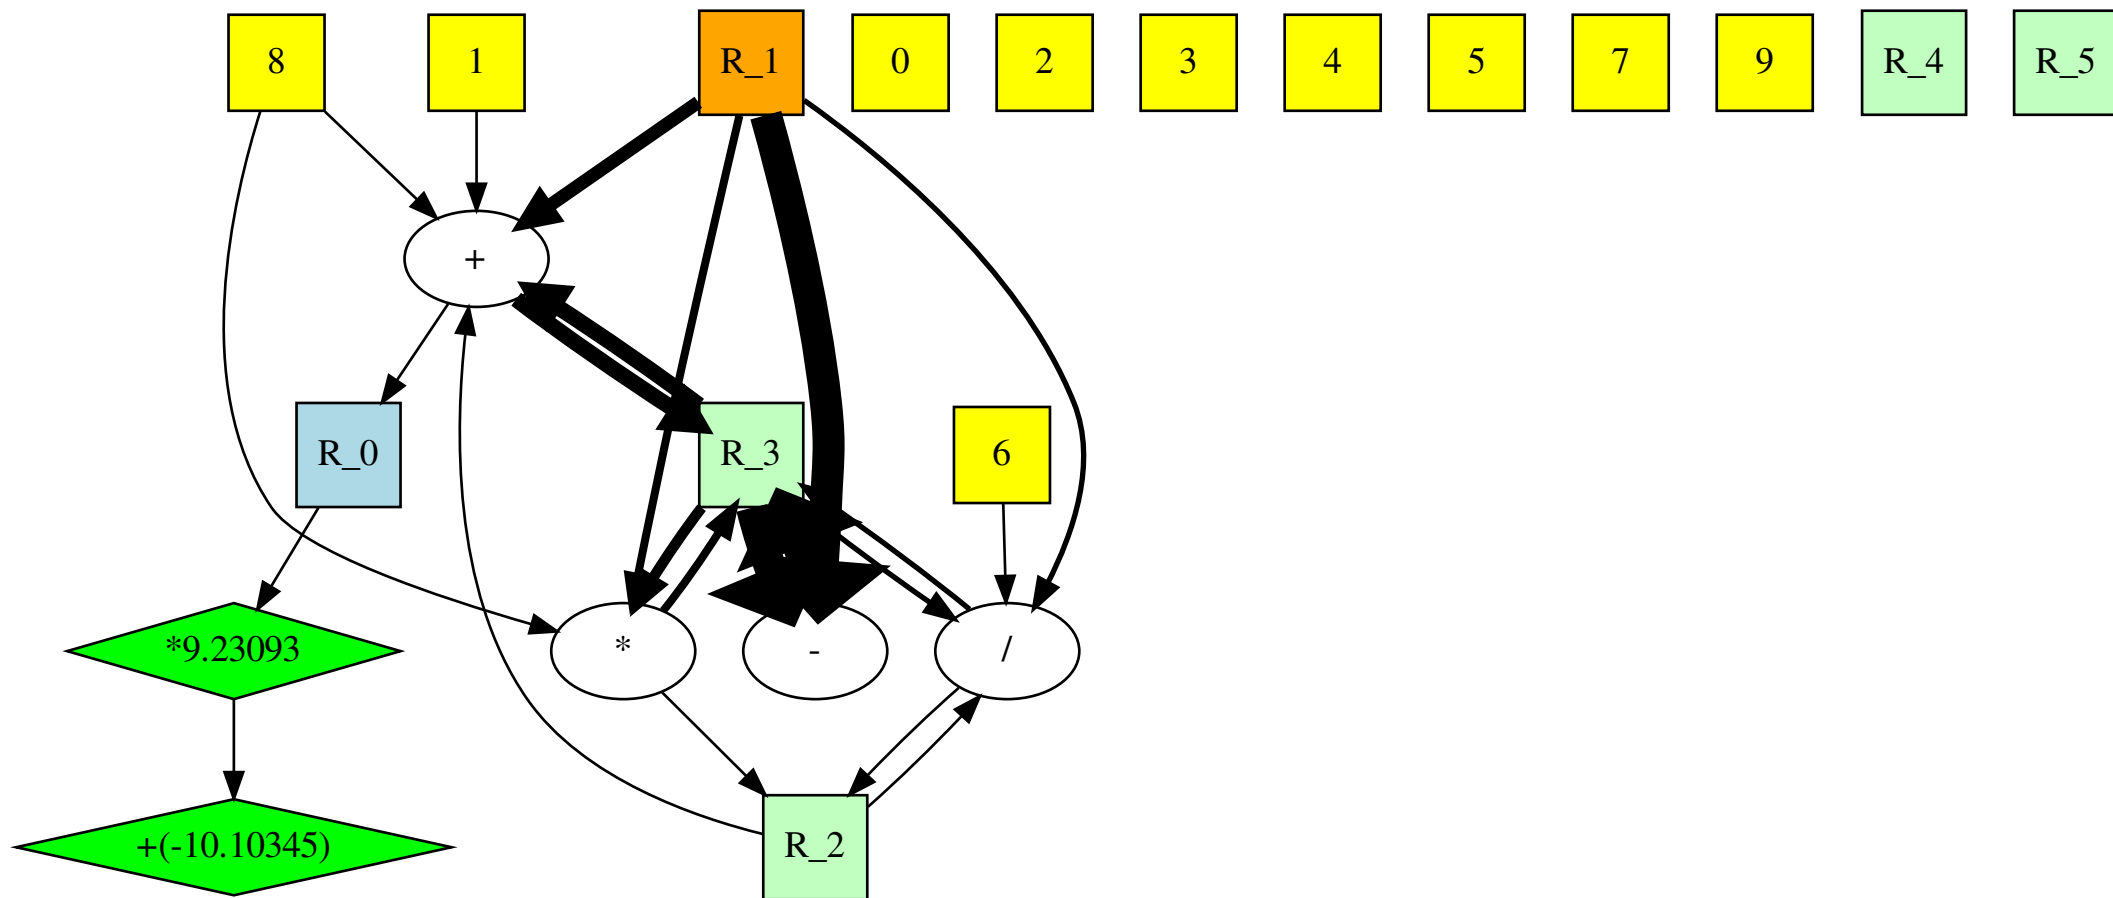 8 1 R_1 0 2 3 4 5 7 9 R_4 R_5
+
R_0 R_3 6
*9.23093 * - /
+(-10.10345) R_2